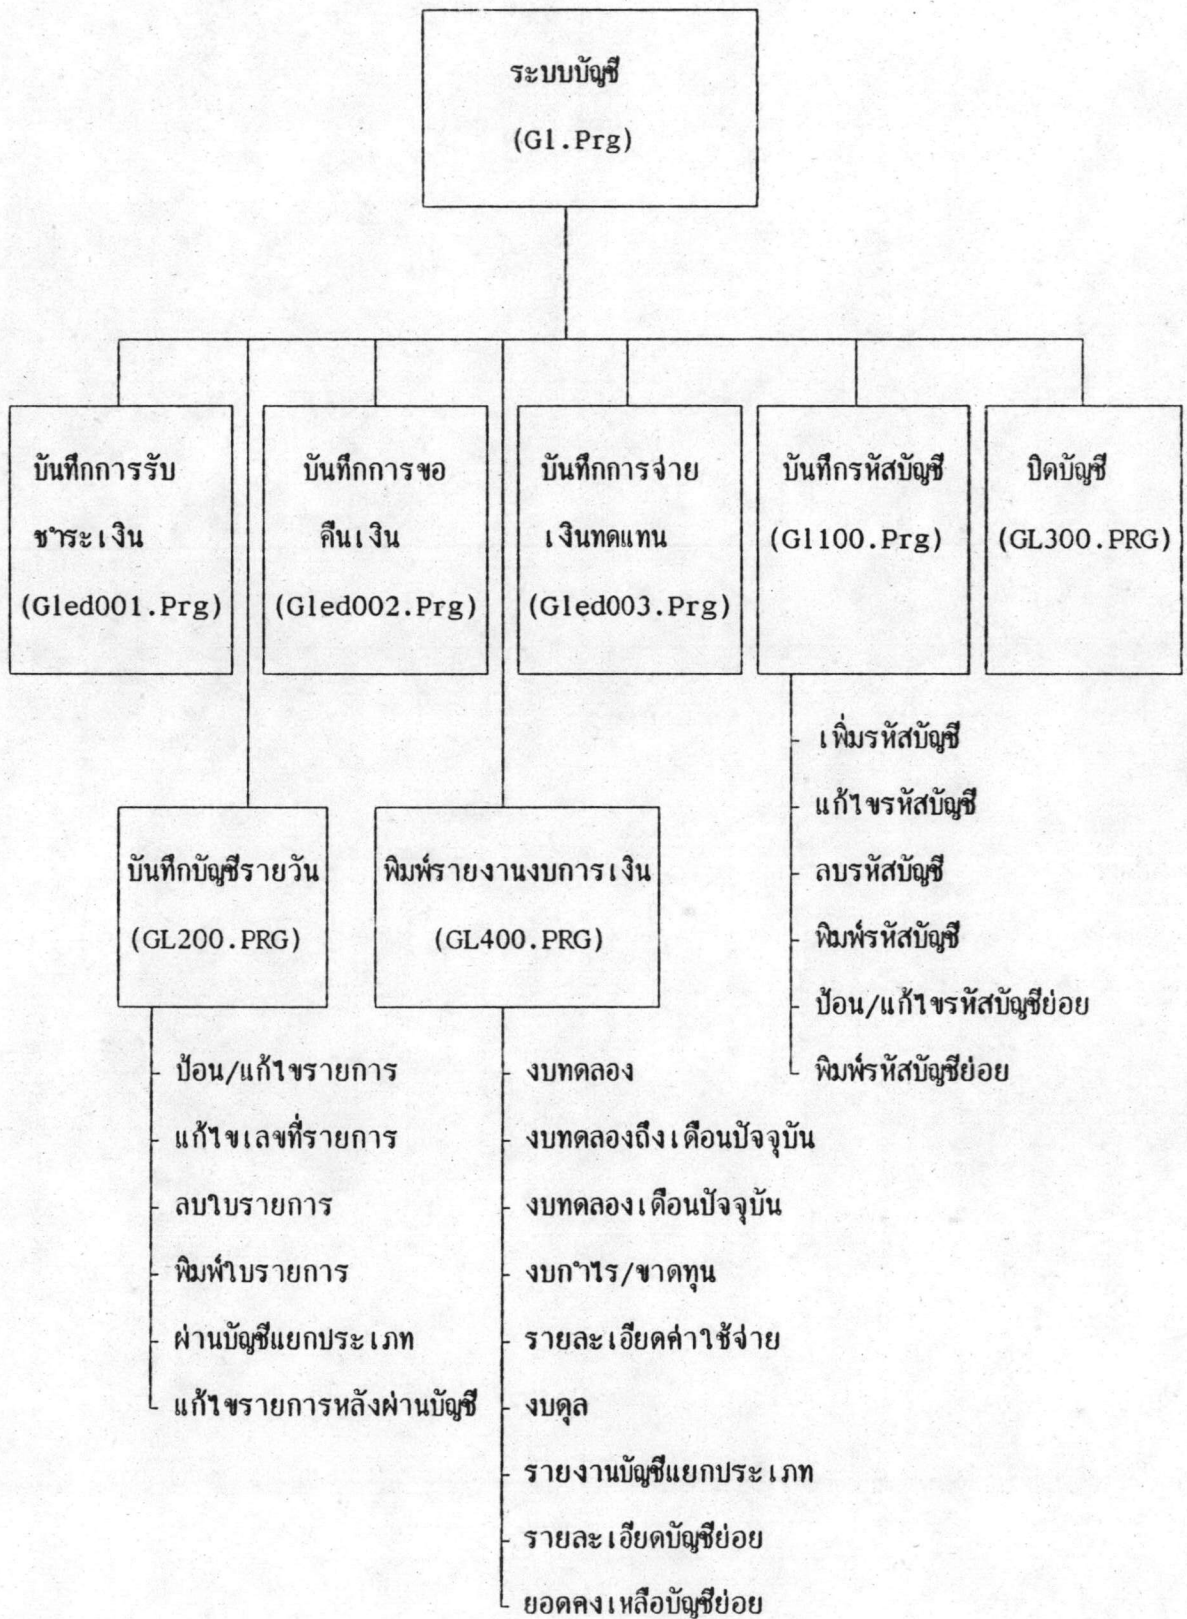 ระบบบัญชี
(Gl.Prg)
บันทึกการรับ
ชำระเงิน
(Gled001.Prg)
บันทึกการขอ
คืนเงิน
(Gled002.Prg)
บันทึกการจ่าย
เงินทดแทน
(Gled003.Prg)
บันทึกรหัสบัญชี
(Gl100.Prg)
ปิดบัญชี
(GL300.PRG)
- เพิ่มรหัสบัญชี
- แก้ไขรหัสบัญชี
- ลบรหัสบัญชี
- พิมพ์รหัสบัญชี
- ป้อน/แก้ไขรหัสบัญชีย่อย
- พิมพ์รหัสบัญชีย่อย
บันทึกบัญชีรายวัน
(GL200.PRG)
- ป้อน/แก้ไขรายการ
- แก้ไขเลขที่รายการ
- ลบใบรายการ
- พิมพ์ใบรายการ
- ผ่านบัญชีแยกประเภท
- แก้ไขรายการหลังผ่านบัญชี
พิมพ์รายงานงบการเงิน
(GL400.PRG)
- งบทดลอง
- งบทดลองถึงเดือนปัจจุบัน
- งบทดลองเดือนปัจจุบัน
- งบกำไร/ขาดทุน
- รายละเอียดค่าใช้จ่าย
- งบดุล
- รายงานบัญชีแยกประเภท
- รายละเอียดบัญชีย่อย
- ยอดคงเหลือบัญชีย่อย